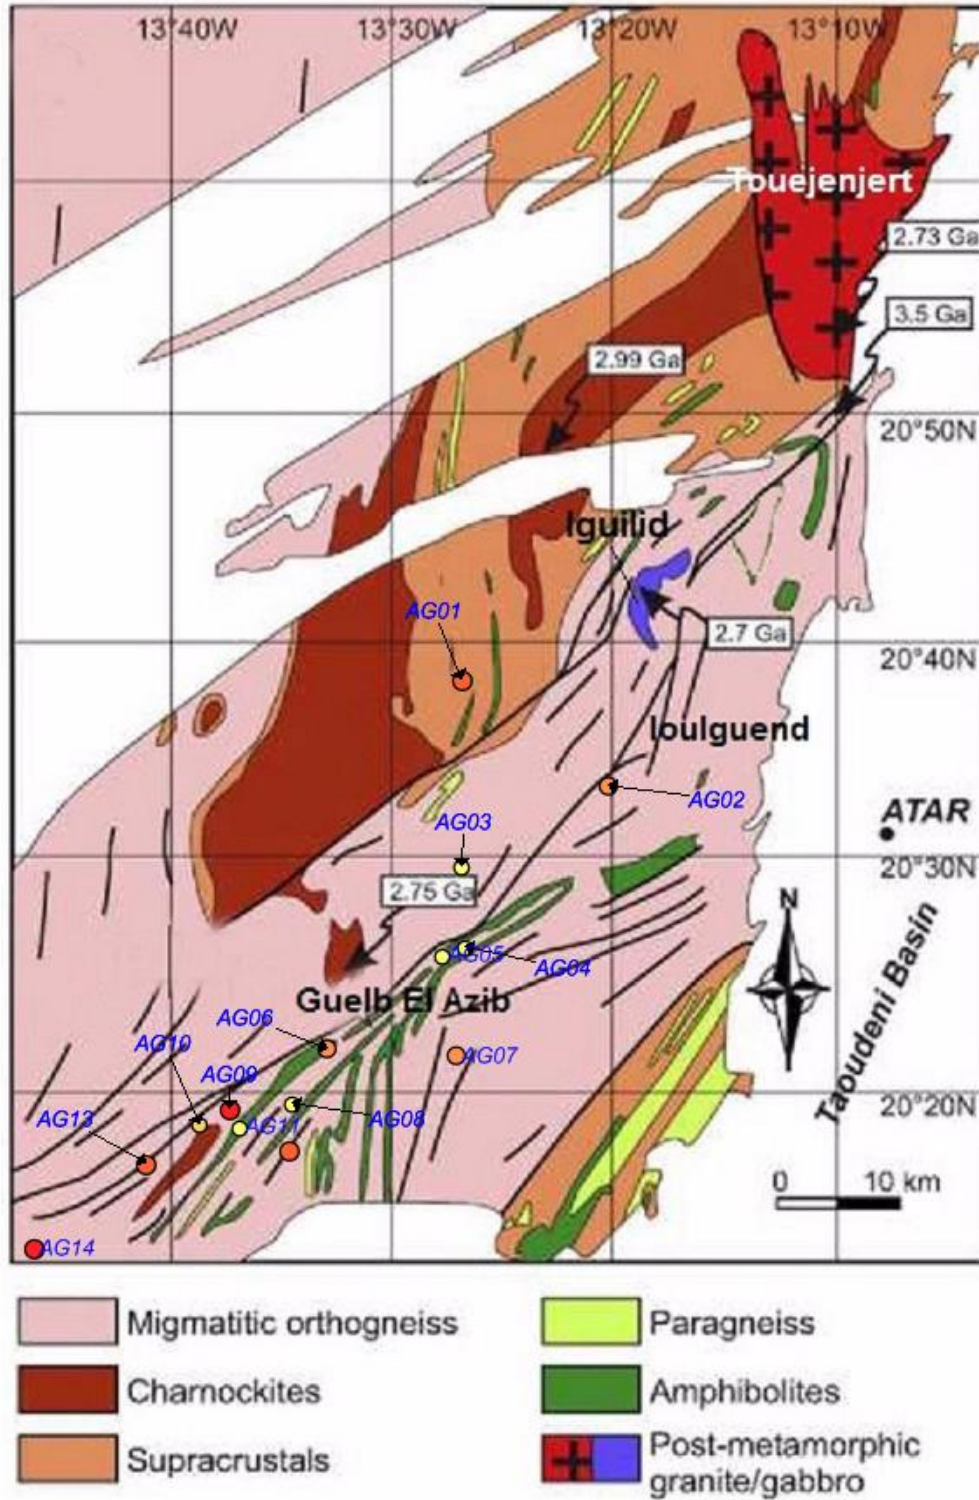 13°40W 13°30W 13°20W 13°10W
Touejenjert
2.73 Ga
3.5 Ga
2.99 Ga
20°50N
Iguilid
AG01
2.7 Ga
20°40N
Ioulguend
AG02
ATAR
AG03
20°30N
2.75 Ga
N
AG05
AG04
Guelb El Azib
AG06
AG10
AG07
AG09
20°20N
AG13
AG11
AG08
Taoudeni Basin
0 10 km
AG14
Migmatitic orthogneiss
Charnockites
Supracrustals
Paragneiss
Amphibolites
Post-metamorphic
granite/gabbro